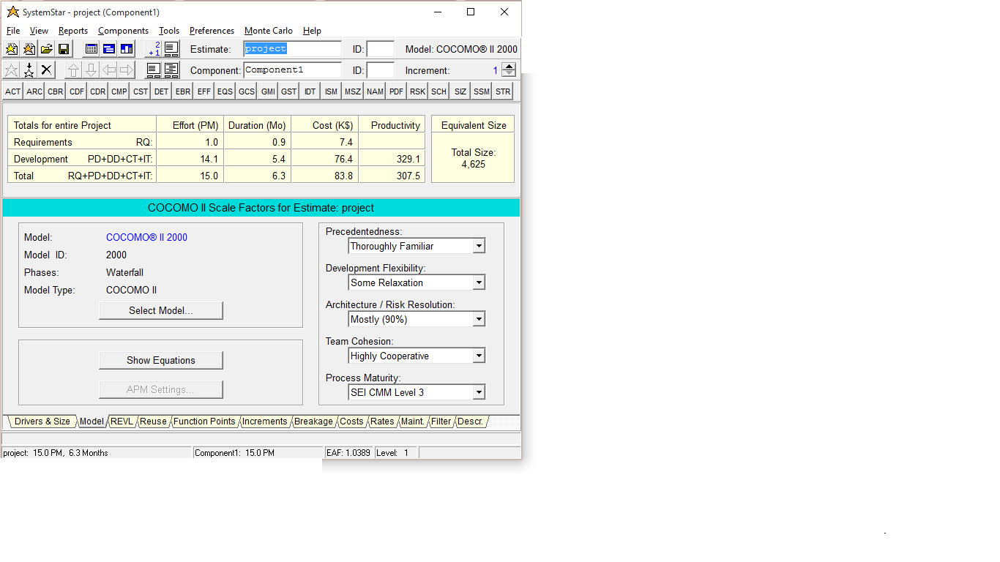 SystemStar - project (Component1)
File View Reports Components Tools Preferences Monte Carlo Help
2 +1 Estimate: project ID: Model: COCOMO® II 2000
Component: Component1 ID: Increment: 1
ACT ARC CBR CDF CDR CMP CST DET EBR EFF EQS GCS GMI GST IDT ISM MSZ NAM PDF RSK SCH SIZ SSM STR
Totals for entire Project Effort (PM) Duration (Mo) Cost (K$) Productivity Equivalent Size
Requirements RQ: 1.0 0.9 7.4
Development PD+DD+CT+IT: 14.1 5.4 76.4 329.1
Total RQ+PD+DD+CT+IT: 15.0 6.3 83.8 307.5
Total Size:
4,625
COCOMO II Scale Factors for Estimate: project
Model: COCOMO® II 2000
Model ID: 2000
Phases: Waterfall
Model Type: COCOMO II
Select Model...
Show Equations
APM Settings...
Precedentedness:
Thoroughly Familiar
Development Flexibility:
Some Relaxation
Architecture / Risk Resolution:
Mostly (90%)
Team Cohesion:
Highly Cooperative
Process Maturity:
SEI CMM Level 3
Drivers & Size Model REVL Reuse Function Points Increments Breakage Costs Rates Maint. Filter Descr.
project: 15.0 PM, 6.3 Months Component1: 15.0 PM EAF: 1.0389 Level: 1